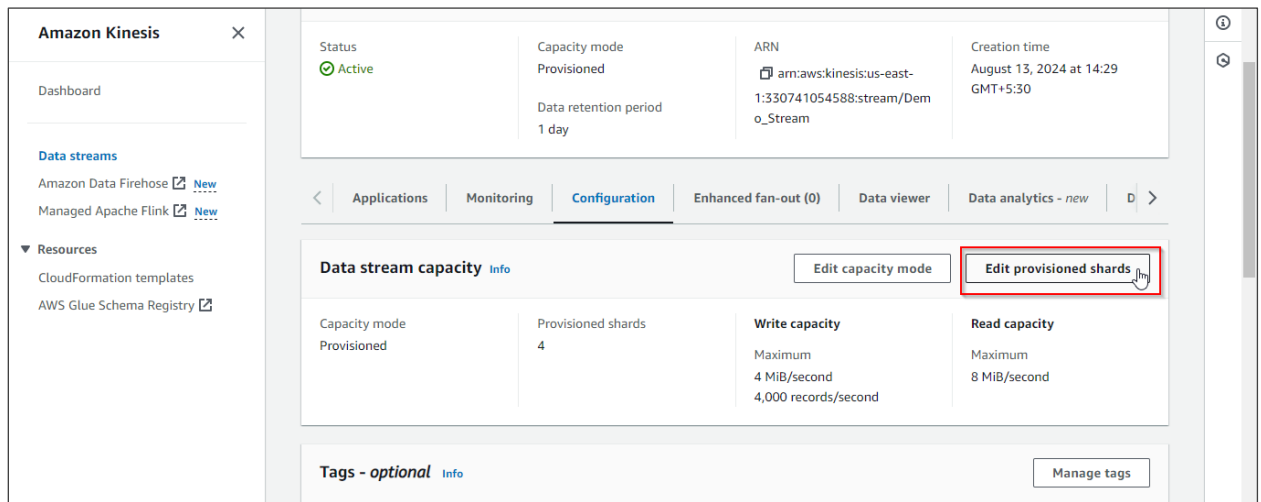 Amazon Kinesis
Dashboard
Data streams
Amazon Data Firehose New
Managed Apache Flink New
Resources
CloudFormation templates
AWS Glue Schema Registry
Status
Active
Capacity mode
Provisioned
Data retention period
1 day
ARN
arn:aws:kinesis:us-east-
1:330741054588:stream/Dem
o_Stream
Creation time
August 13, 2024 at 14:29
GMT+5:30
Applications Monitoring Configuration Enhanced fan-out (0) Data viewer Data analytics - new D
Data stream capacity Info Edit capacity mode Edit provisioned shards
Capacity mode
Provisioned
Provisioned shards
4
Write capacity
Maximum
4 MiB/second
4,000 records/second
Read capacity
Maximum
8 MiB/second
Tags - optional Info Manage tags